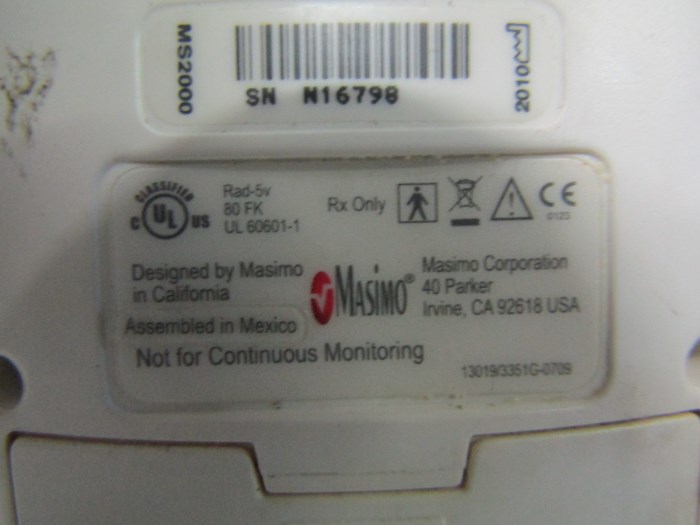 MS2000
SN N16798
2010
CLASSIFIED
C UL US
Rad-5v
80 FK
UL 60601-1
Rx Only
CE
0123
Designed by Masimo
in California
Assembled in Mexico
Masimo®
Masimo Corporation
40 Parker
Irvine, CA 92618 USA
Not for Continuous Monitoring
13019/3351G-0709